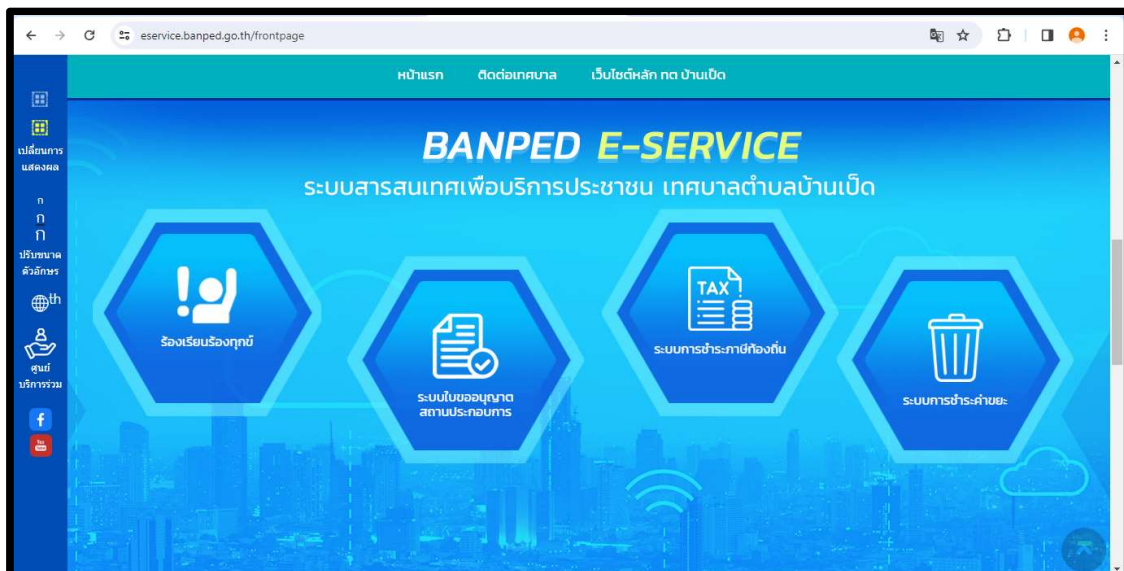 eservice.banped.go.th/frontpage
หน้าแรก ติดต่อเทศบาล เว็บไซต์หลัก ทต บ้านเป็ด
เปลี่ยนการ
แสดงผล
ก
ก
ก
ปรับขนาด
ตัวอักษร
th
ศูนย์
บริการร่วม
BANPED E-SERVICE
ระบบสารสนเทศเพื่อบริการประชาชน เทศบาลตำบลบ้านเป็ด
ร้องเรียนร้องทุกข์
ระบบใบขออนุญาต
สถานประกอบการ
TAX
ระบบการชำระภาษีท้องถิ่น
ระบบการชำระค่าขยะ